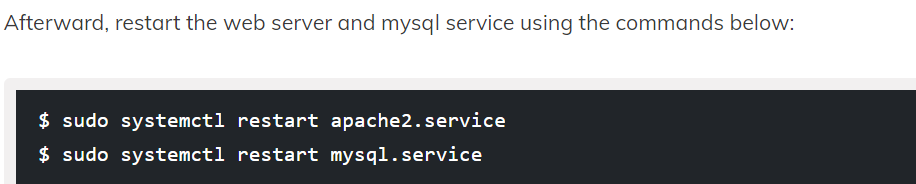 Afterward, restart the web server and mysql service using the commands below:
$ sudo systemctl restart apache2.service
$ sudo systemctl restart mysql.service